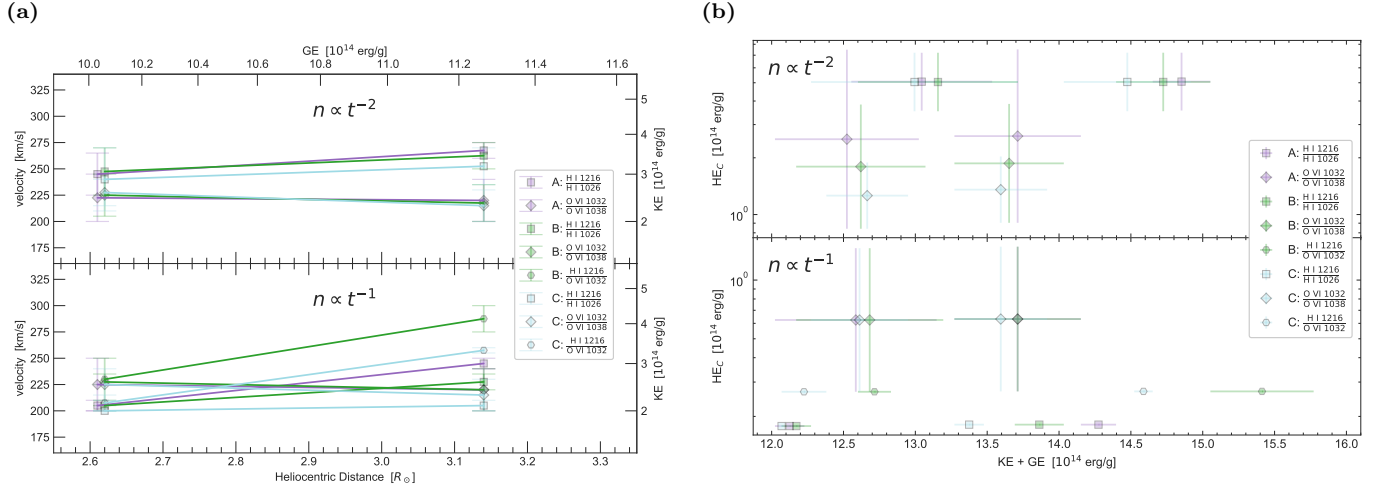 (a)
GE [10^14 erg/g]
10.0 10.2 10.4 10.6 10.8 11.0 11.2 11.4 11.6
n ∝ t^-2
velocity [km/s]
300
275
250
225
200
175
5
4
3
2
KE [10^14 erg/g]
n ∝ t^-1
velocity [km/s]
325
300
275
250
225
200
175
5
4
3
2
KE [10^14 erg/g]
2.6 2.7 2.8 2.9 3.0 3.1 3.2 3.3
Heliocentric Distance [R_⊙]
A: H I 1216 / H I 1026
A: O VI 1032 / O VI 1038
B: H I 1216 / H I 1026
B: O VI 1032 / O VI 1038
B: H I 1216 / O VI 1032
C: H I 1216 / H I 1026
C: O VI 1032 / O VI 1038
C: H I 1216 / O VI 1032
(b)
n ∝ t^-2
HE_C [10^14 erg/g]
10^0
n ∝ t^-1
HE_C [10^14 erg/g]
10^0
12.0 12.5 13.0 13.5 14.0 14.5 15.0 15.5 16.0
KE + GE [10^14 erg/g]
A: H I 1216 / H I 1026
A: O VI 1032 / O VI 1038
B: H I 1216 / H I 1026
B: O VI 1032 / O VI 1038
B: H I 1216 / O VI 1032
C: H I 1216 / H I 1026
C: O VI 1032 / O VI 1038
C: H I 1216 / O VI 1032